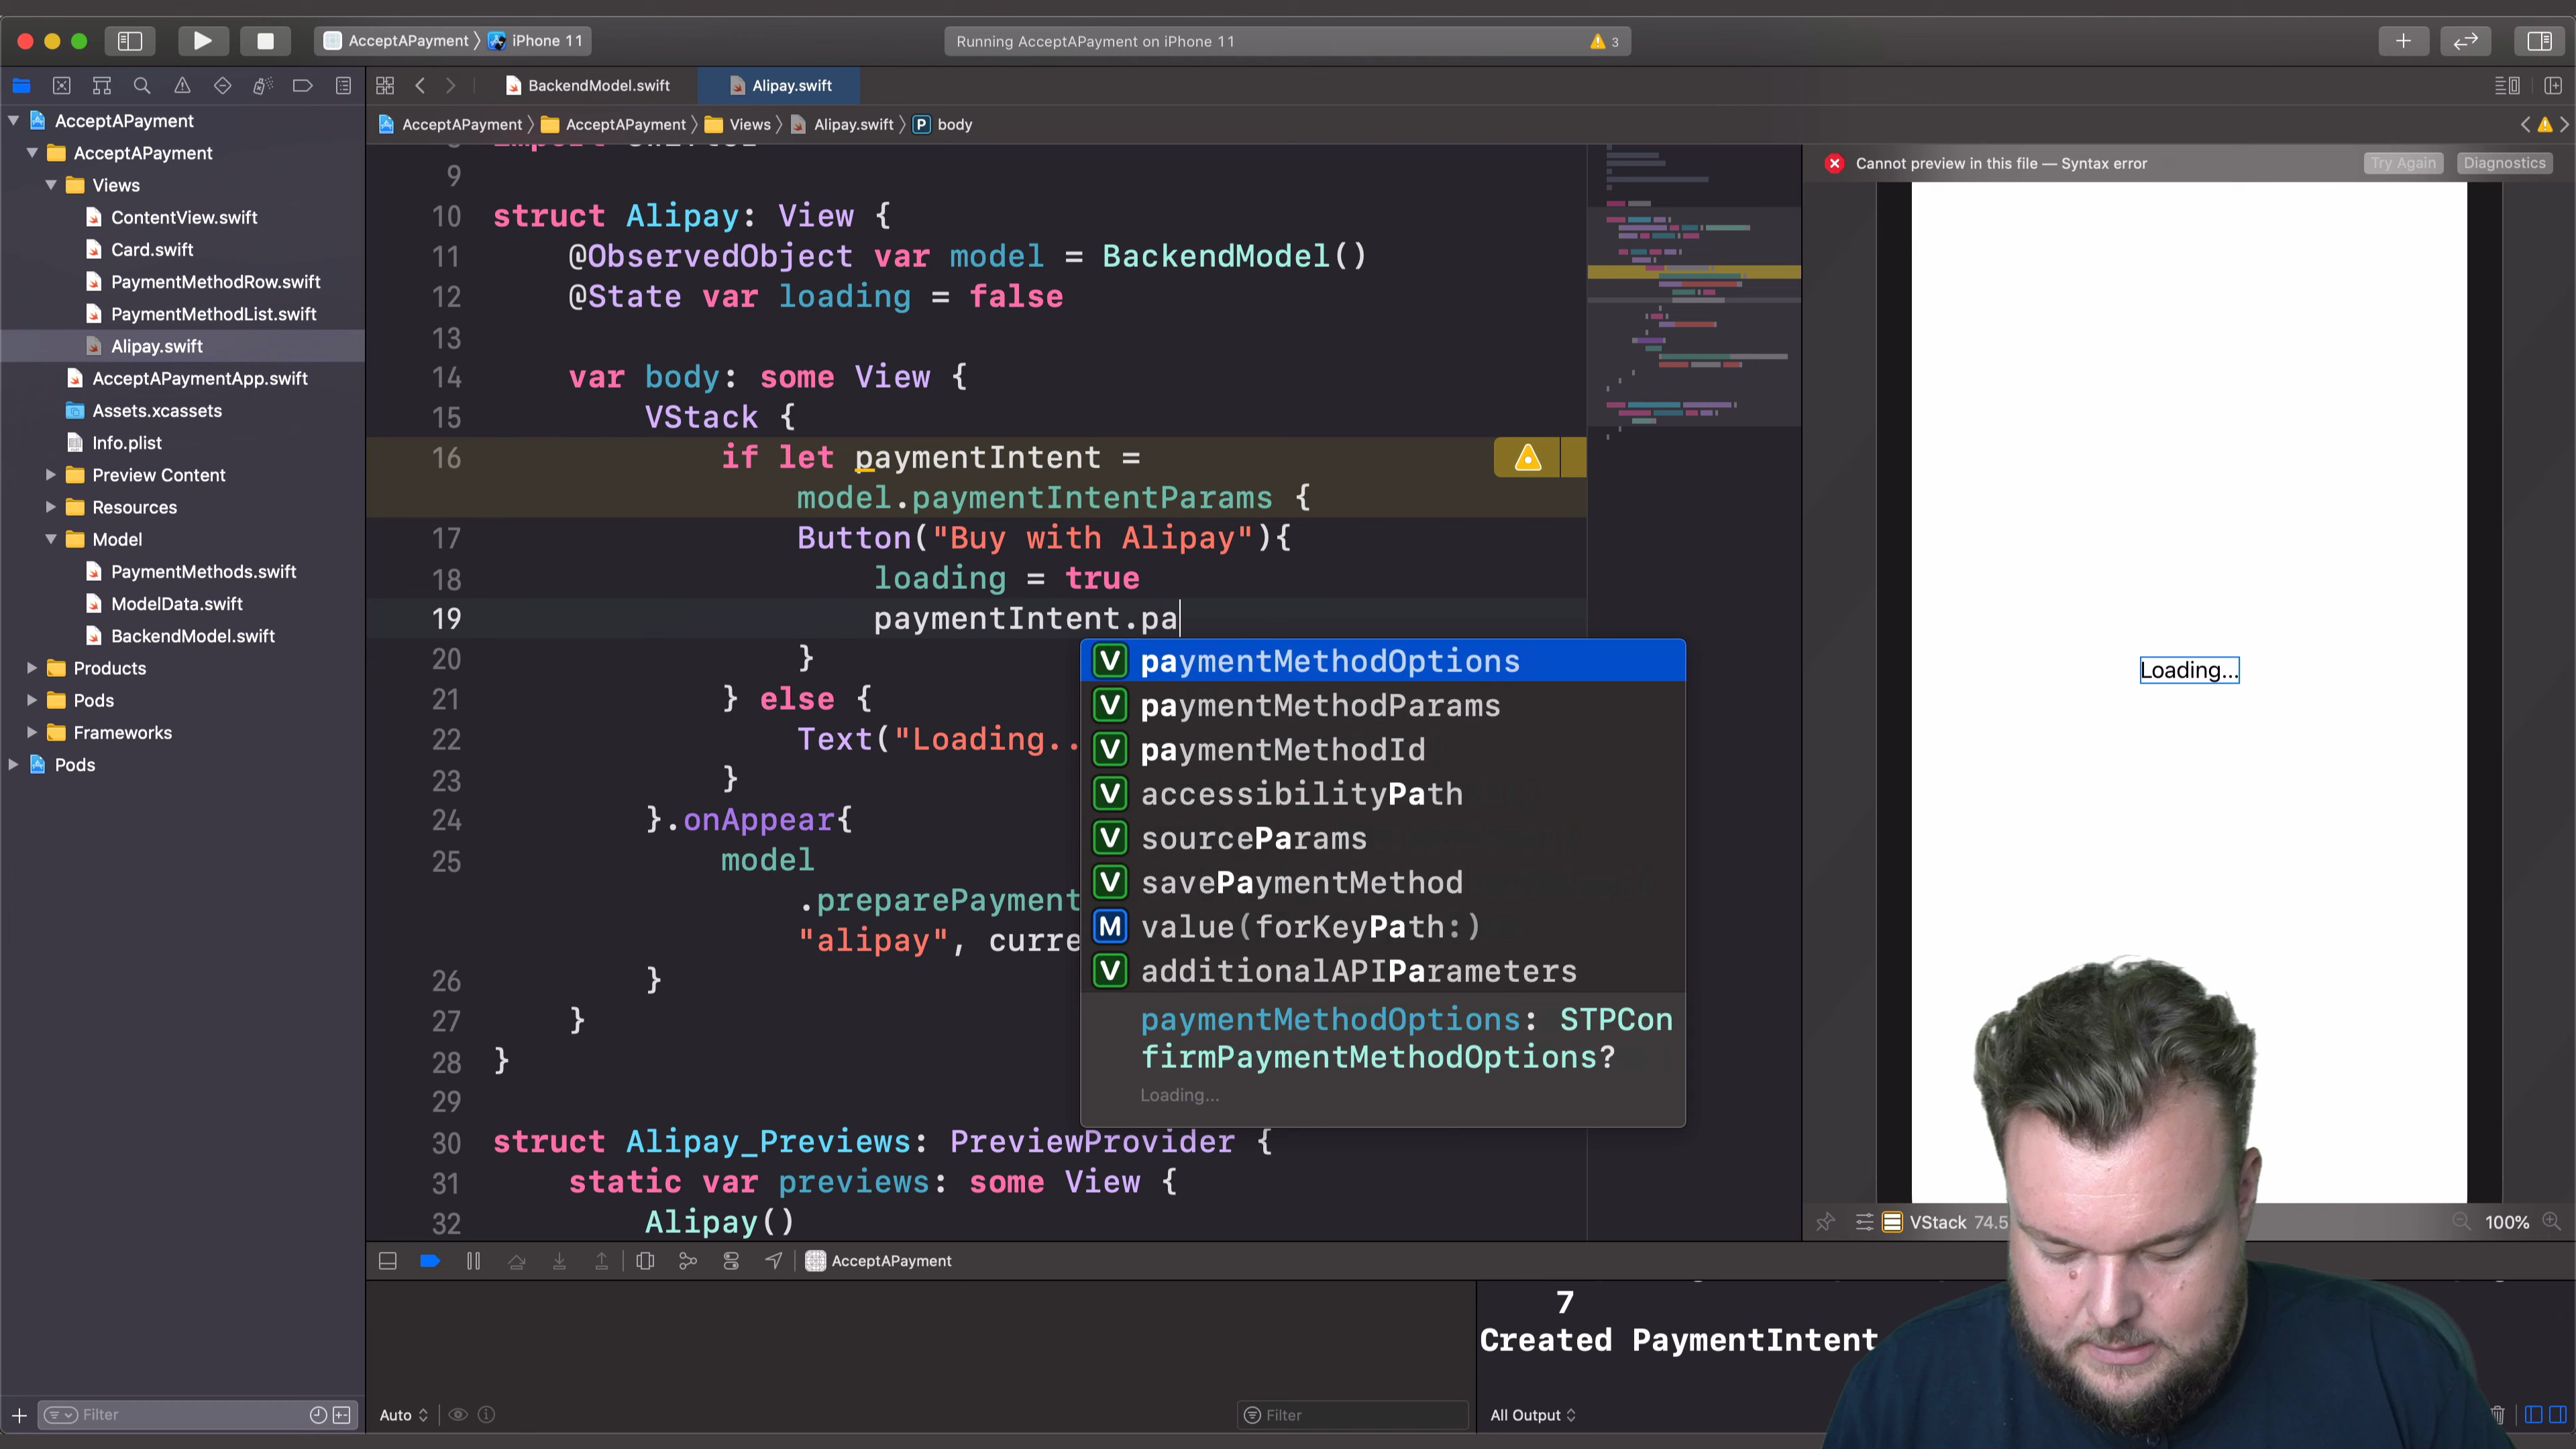 AcceptAPayment iPhone 11
Running AcceptAPayment on iPhone 11
3
BackendModel.swift
Alipay.swift
AcceptAPayment AcceptAPayment Views Alipay.swift P body
AcceptAPayment
AcceptAPayment
Views
ContentView.swift
Card.swift
PaymentMethodRow.swift
PaymentMethodList.swift
Alipay.swift
AcceptAPaymentApp.swift
Assets.xcassets
Info.plist
Preview Content
Resources
Model
PaymentMethods.swift
ModelData.swift
BackendModel.swift
Products
Pods
Frameworks
Pods
Filter
9
10 struct Alipay: View {
11 @ObservedObject var model = BackendModel()
12 @State var loading = false
13
14 var body: some View {
15 VStack {
16 if let paymentIntent =
model.paymentIntentParams {
17 Button("Buy with Alipay"){
18 loading = true
19 paymentIntent.pa
20 }
21 } else {
22 Text("Loading..
23 }
24 }.onAppear{
25 model
.preparePayment
"alipay", curre
26 }
27 }
28 }
29
30 struct Alipay_Previews: PreviewProvider {
31 static var previews: some View {
32 Alipay()
V paymentMethodOptions
V paymentMethodParams
V paymentMethodId
V accessibilityPath
V sourceParams
V savePaymentMethod
M value(forKeyPath:)
V additionalAPIParameters
paymentMethodOptions: STPCon
firmPaymentMethodOptions?
Loading...
Cannot preview in this file — Syntax error
Try Again
Diagnostics
Loading...
VStack 74.5
100%
AcceptAPayment
7
Created PaymentIntent
Auto
Filter
All Output